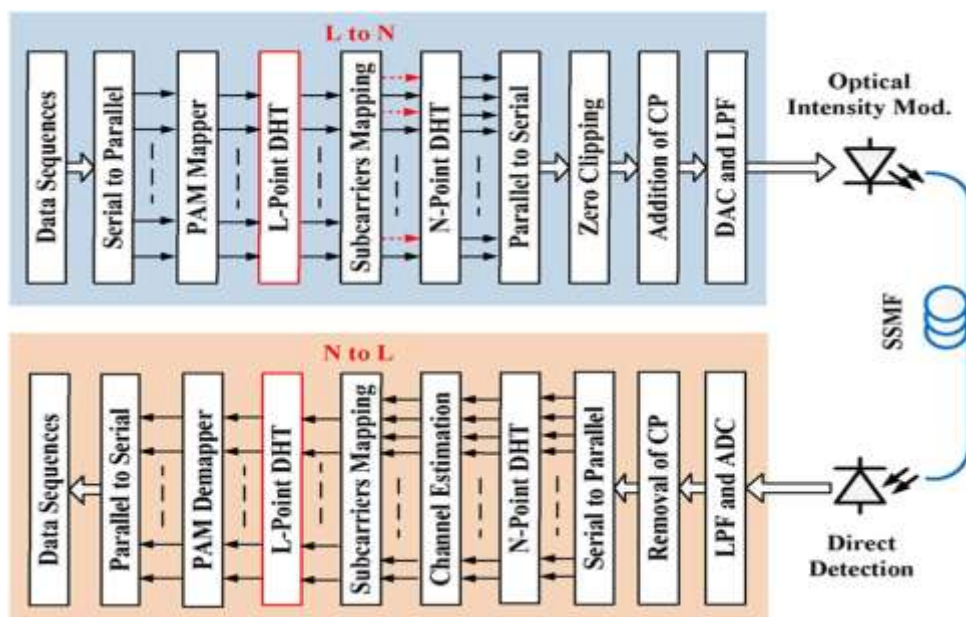 L to N
Data Sequences
Serial to Parallel
PAM Mapper
L-Point DHT
Subcarriers Mapping
N-Point DHT
Parallel to Serial
Zero Clipping
Addition of CP
DAC and LPF
Optical
Intensity Mod.
SSMF
N to L
Data Sequences
Parallel to Serial
PAM Demapper
L-Point DHT
Subcarriers Mapping
Channel Estimation
N-Point DHT
Serial to Parallel
Removal of CP
LPF and ADC
Direct
Detection